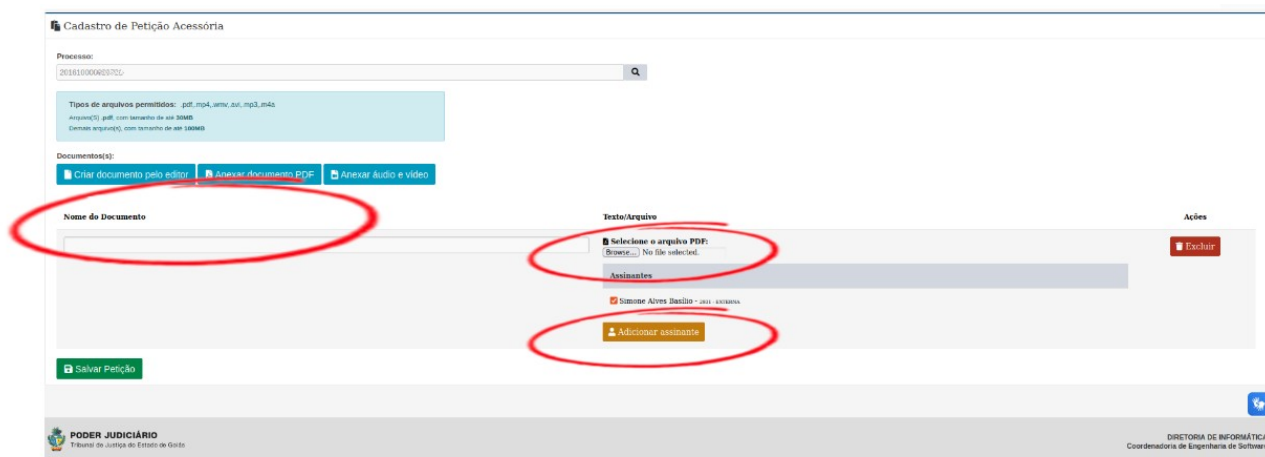 Cadastro de Petição Acessória
Processo:
Tipos de arquivos permitidos: .pdf,.mp4,.wmv,.avi,.mp3,.m4a
Arquivo(S) .pdf, com tamanho de até 30MB
Demais arquivo(s), com tamanho de até 100MB
Documentos(s):
Criar documento pelo editor Anexar documento PDF Anexar áudio e vídeo
Nome do Documento Texto/Arquivo Ações
Selecione o arquivo PDF:
Browse... No file selected.
Excluir
Assinantes
Simone Alves Basílio -
Adicionar assinante
Salvar Petição
PODER JUDICIÁRIO
Tribunal de Justiça do Estado de Goiás
DIRETORIA DE INFORMÁTICA
Coordenadoria de Engenharia de Software